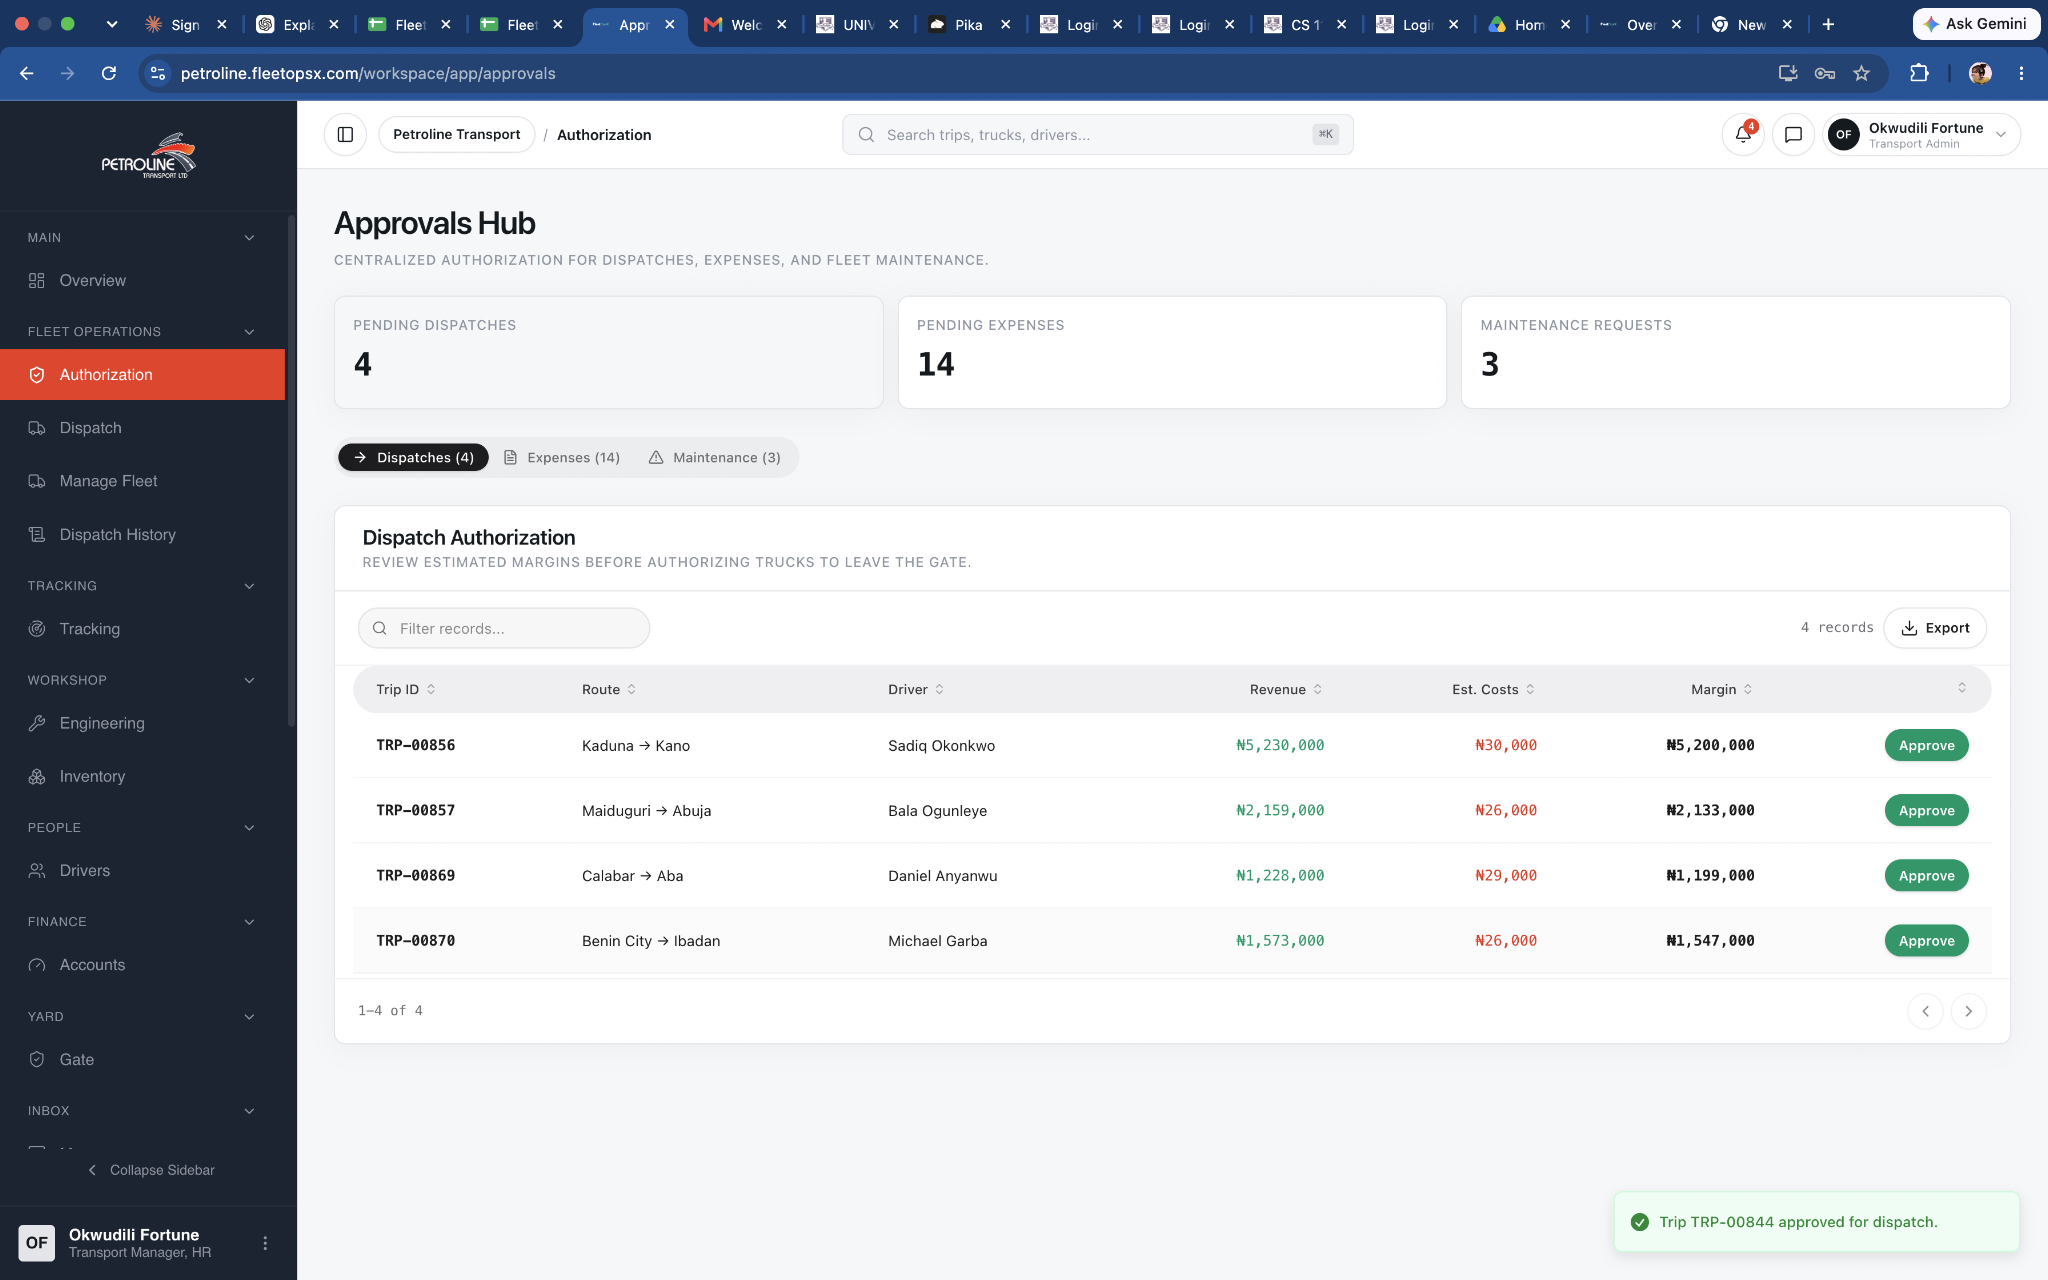 Sign
Expl
Fleet
Fleet
Appr
Welc
UNIV
Pika
Login
Login
CS 1
Login
Hom
Over
New
Ask Gemini
petroline.fleetopsx.com/workspace/app/approvals
PETROLINE
TRANSPORT LTD
Petroline Transport / Authorization
Search trips, trucks, drivers...
⌘K
4
OF
Okwudili Fortune
Transport Admin
MAIN
Overview
FLEET OPERATIONS
Authorization
Dispatch
Manage Fleet
Dispatch History
TRACKING
Tracking
WORKSHOP
Engineering
Inventory
PEOPLE
Drivers
FINANCE
Accounts
YARD
Gate
INBOX
Collapse Sidebar
OF
Okwudili Fortune
Transport Manager, HR
Approvals Hub
CENTRALIZED AUTHORIZATION FOR DISPATCHES, EXPENSES, AND FLEET MAINTENANCE.
PENDING DISPATCHES
4
PENDING EXPENSES
14
MAINTENANCE REQUESTS
3
Dispatches (4)
Expenses (14)
Maintenance (3)
Dispatch Authorization
REVIEW ESTIMATED MARGINS BEFORE AUTHORIZING TRUCKS TO LEAVE THE GATE.
Filter records...
4 records
Export
Trip ID Route Driver Revenue Est. Costs Margin
TRP-00856 Kaduna → Kano Sadiq Okonkwo ₦5,230,000 ₦30,000 ₦5,200,000 Approve
TRP-00857 Maiduguri → Abuja Bala Ogunleye ₦2,159,000 ₦26,000 ₦2,133,000 Approve
TRP-00869 Calabar → Aba Daniel Anyanwu ₦1,228,000 ₦29,000 ₦1,199,000 Approve
TRP-00870 Benin City → Ibadan Michael Garba ₦1,573,000 ₦26,000 ₦1,547,000 Approve
1–4 of 4
Trip TRP-00844 approved for dispatch.